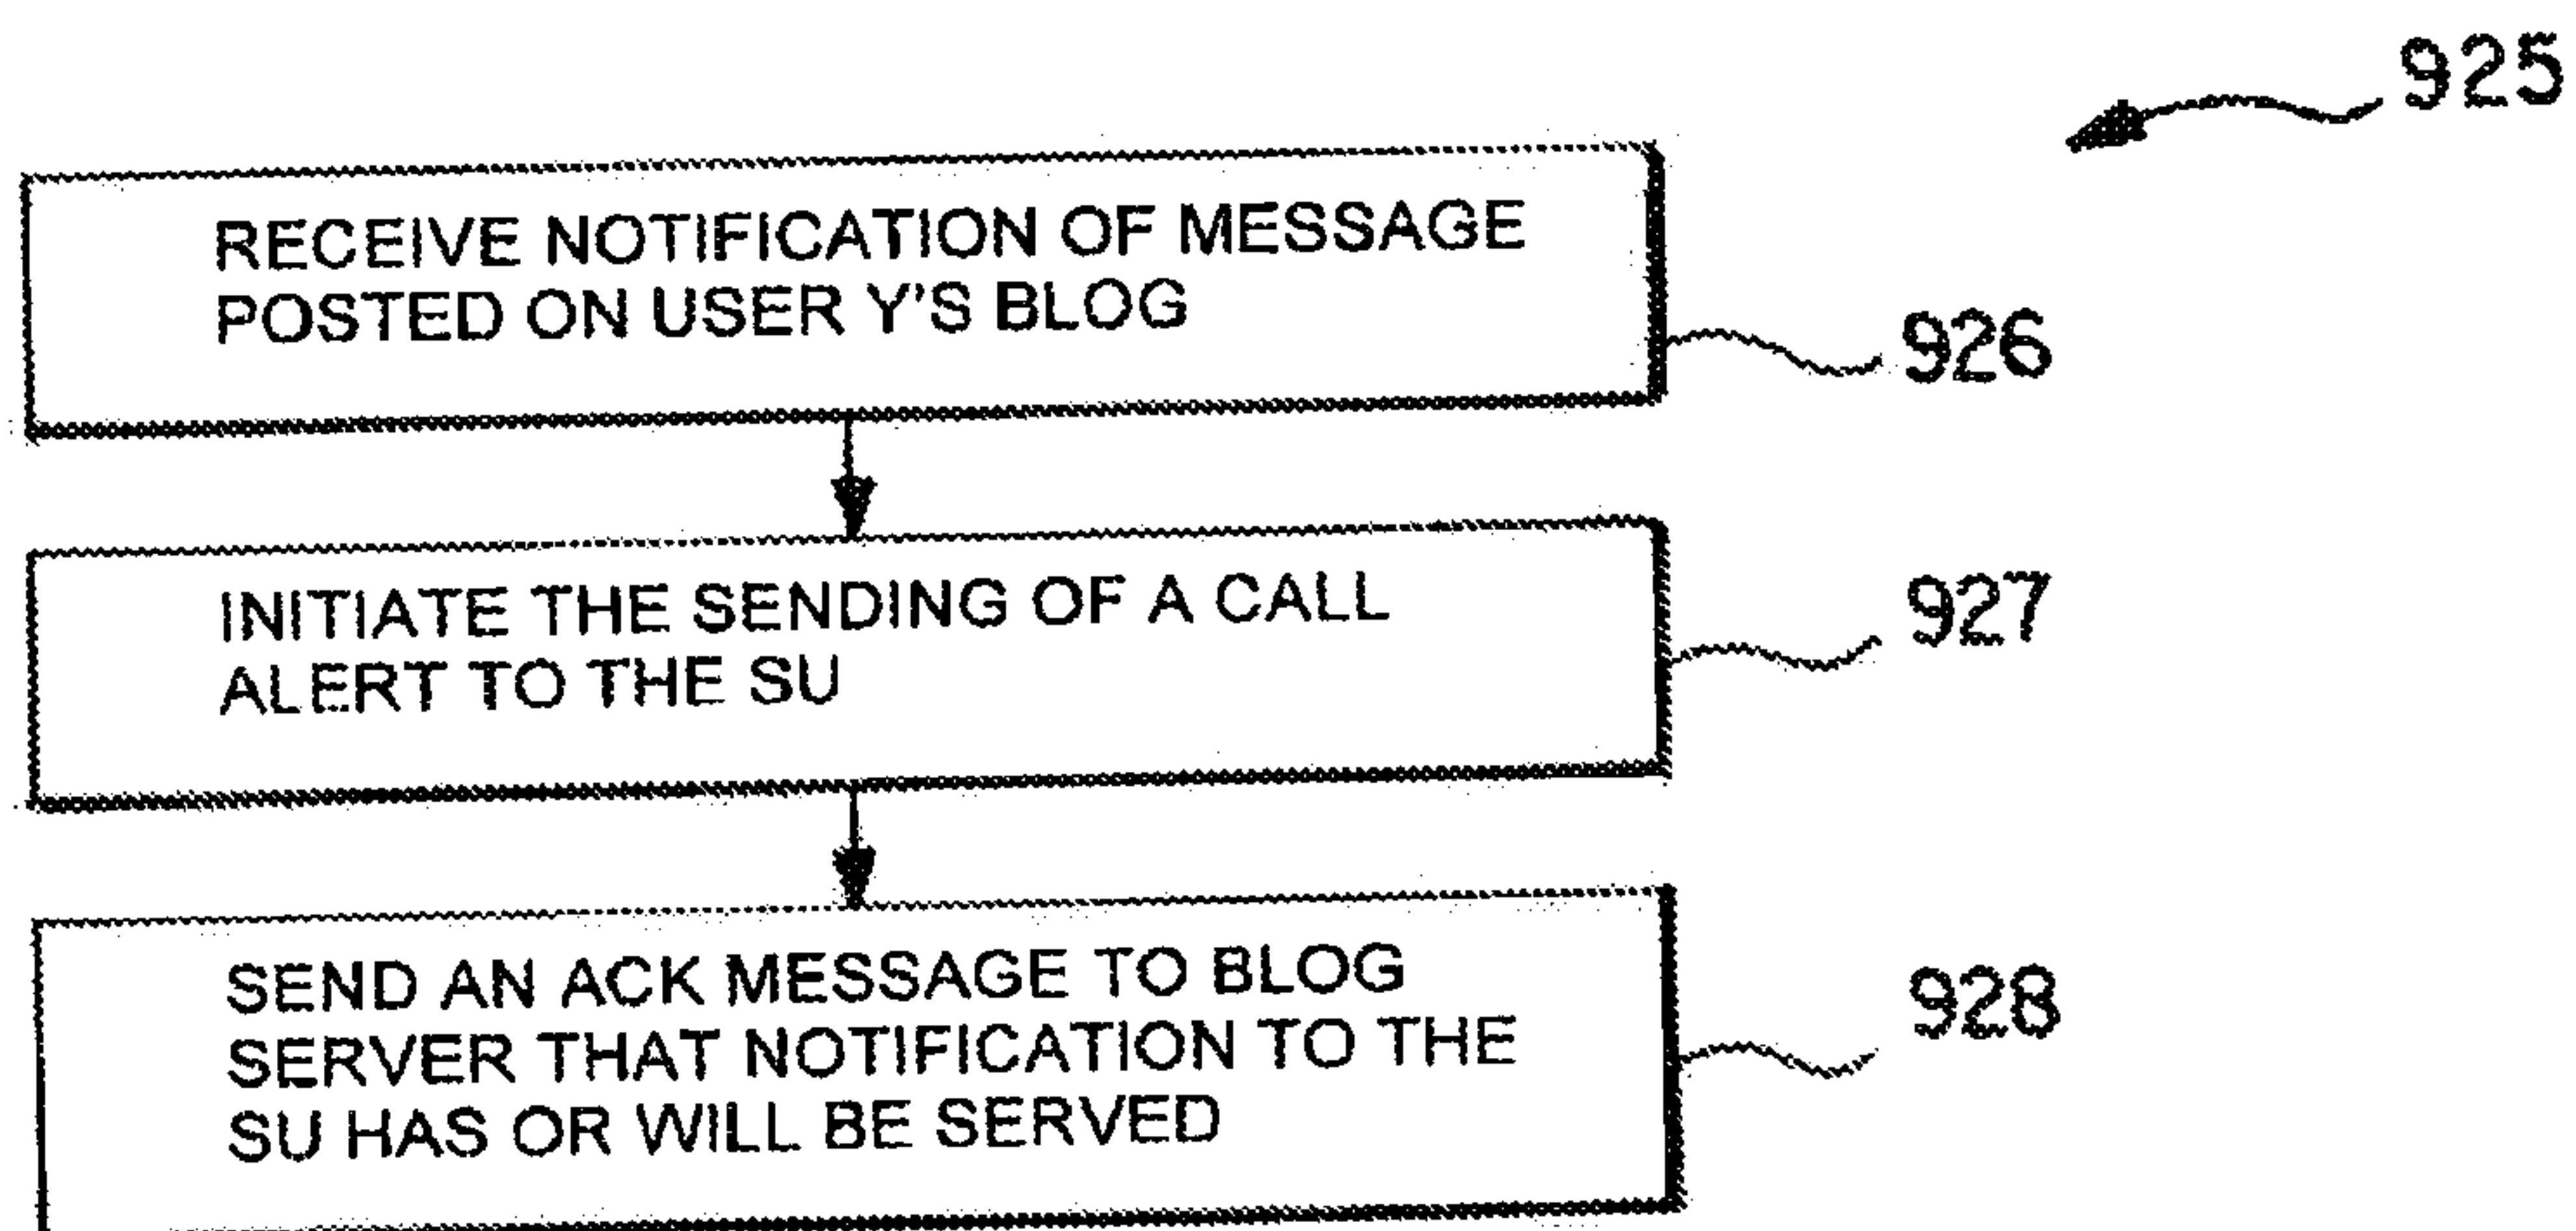 925
RECEIVE NOTIFICATION OF MESSAGE
POSTED ON USER Y'S BLOG
926
INITIATE THE SENDING OF A CALL
ALERT TO THE SU
927
SEND AN ACK MESSAGE TO BLOG
SERVER THAT NOTIFICATION TO THE
SU HAS OR WILL BE SERVED
928